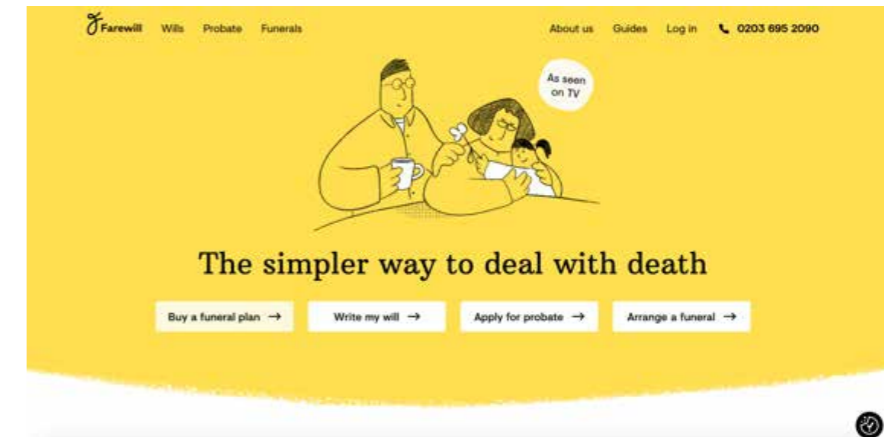 Farewill Wills Probate Funerals About us Guides Log in 0203 695 2090
As seen
on TV
The simpler way to deal with death
Buy a funeral plan → Write my will → Apply for probate → Arrange a funeral →